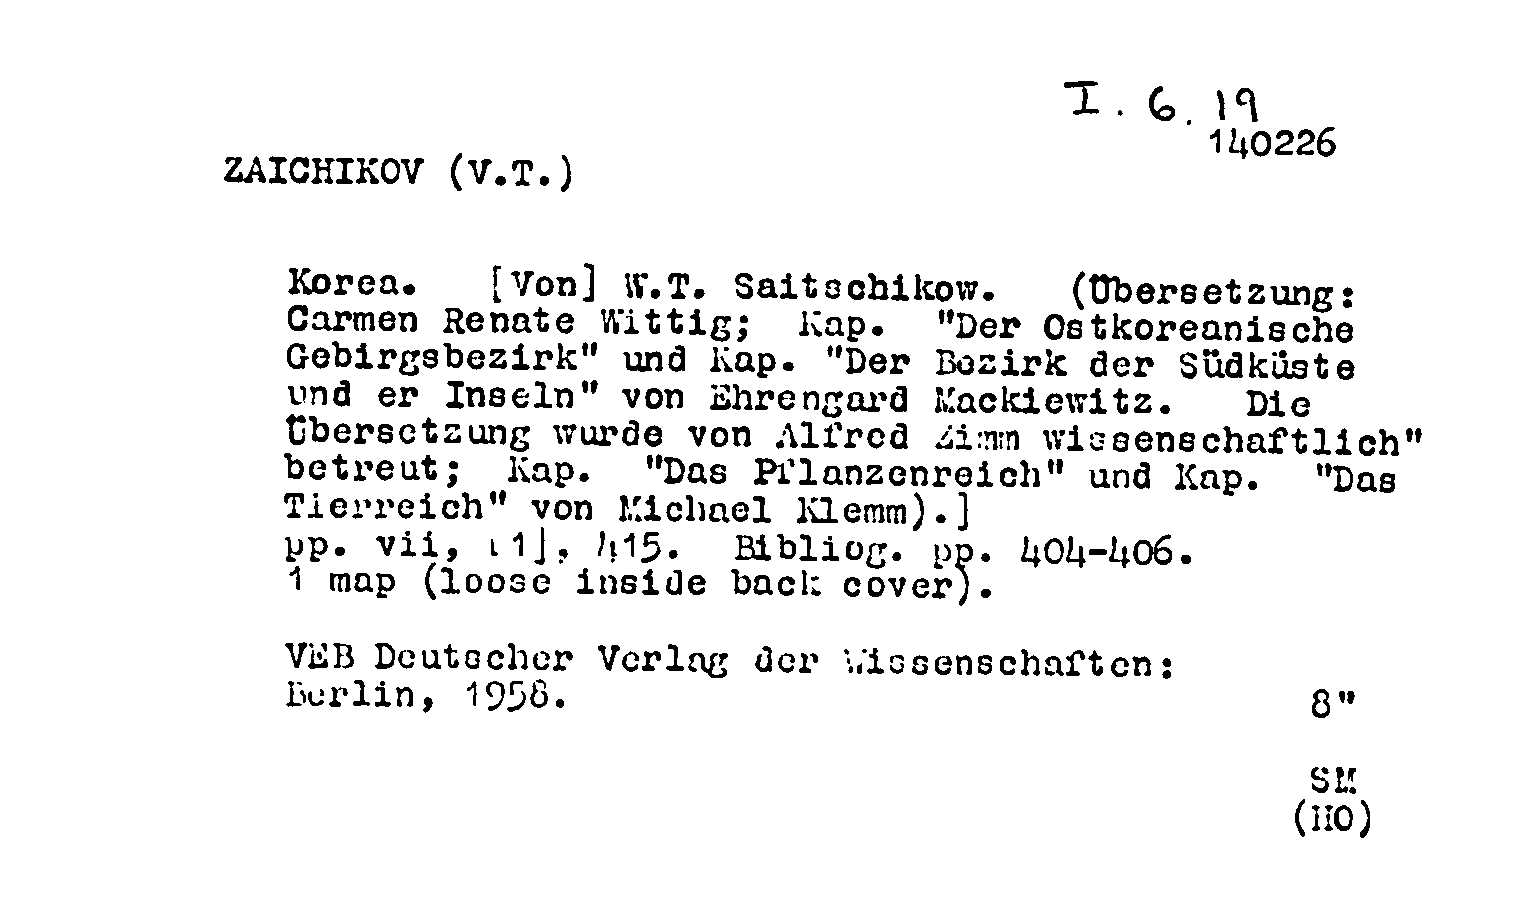 I. 6. 19
140226
ZAICHIKOV (V.T.)
Korea. [Von] W.T. Saitschikow. (Übersetzung:
Carmen Renate Wittig; Kap. "Der Ostkoreanische
Gebirgsbezirk" und Kap. "Der Bezirk der Südküste
und er Inseln" von Ehrengard Mackiewitz. Die
Übersetzung wurde von Alfred Zimm wissenschaftlich"
betreut; Kap. "Das Pflanzenreich" und Kap. "Das
Tierreich" von Michael Klemm).]
pp. vii, [1], 415. Bibliog. pp. 404-406.
1 map (loose inside back cover).
VEB Deutscher Verlag der Wissenschaften:
Berlin, 1958.
8"
SM
(HO)